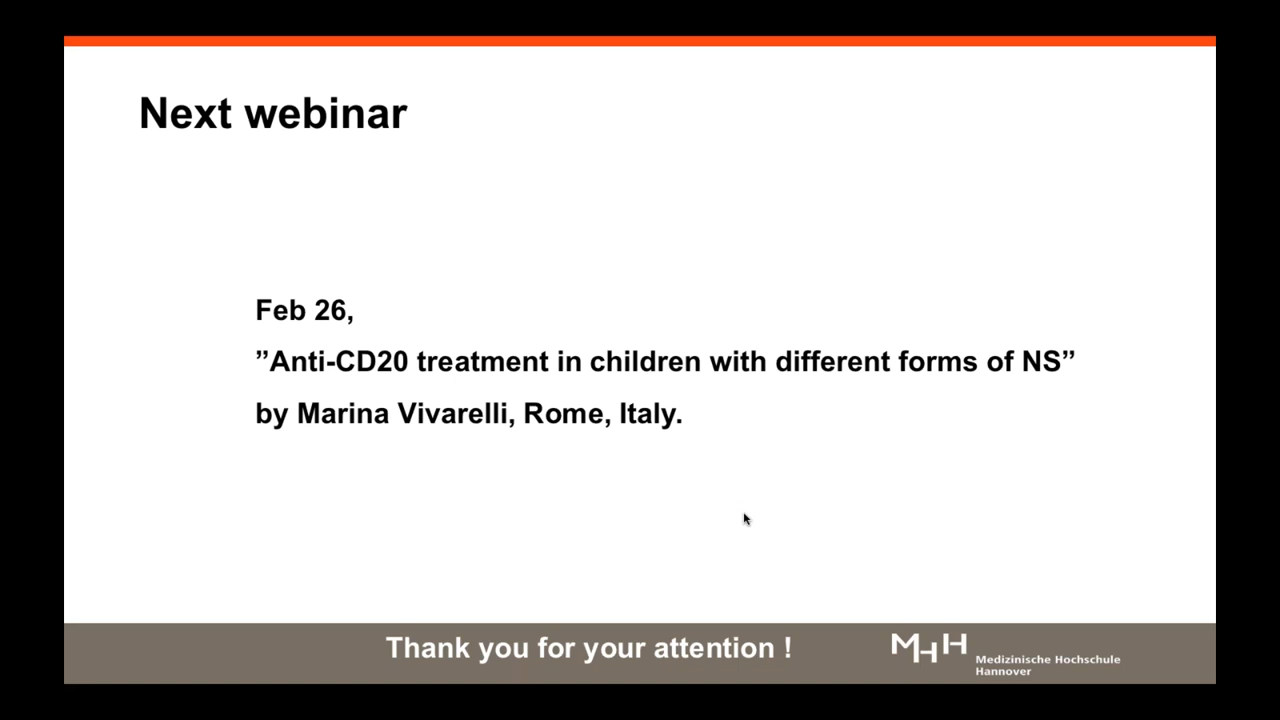 Next webinar
Feb 26,
”Anti-CD20 treatment in children with different forms of NS”
by Marina Vivarelli, Rome, Italy.
Thank you for your attention !
MHH
Medizinische Hochschule
Hannover